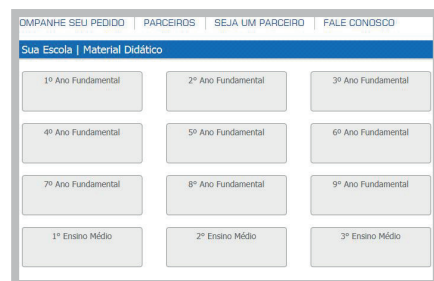 OMPANHE SEU PEDIDO PARCEIROS SEJA UM PARCEIRO FALE CONOSCO
Sua Escola | Material Didático
1º Ano Fundamental 2º Ano Fundamental 3º Ano Fundamental
4º Ano Fundamental 5º Ano Fundamental 6º Ano Fundamental
7º Ano Fundamental 8º Ano Fundamental 9º Ano Fundamental
1º Ensino Médio 2º Ensino Médio 3º Ensino Médio